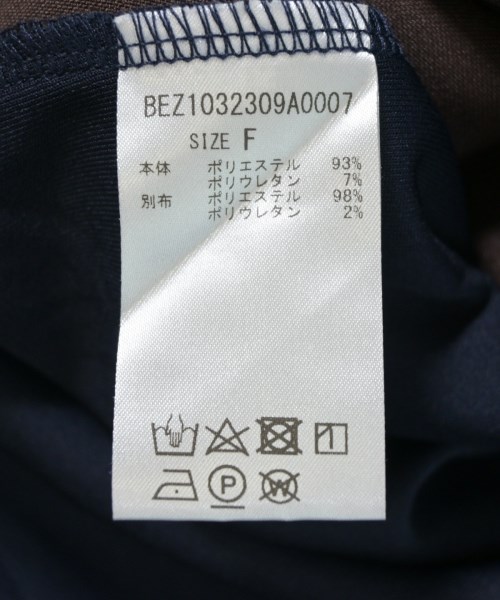 BEZ1032309A0007
SIZE F
本体 ポリエステル 93%
ポリウレタン 7%
別布 ポリエステル 98%
ポリウレタン 2%
P W